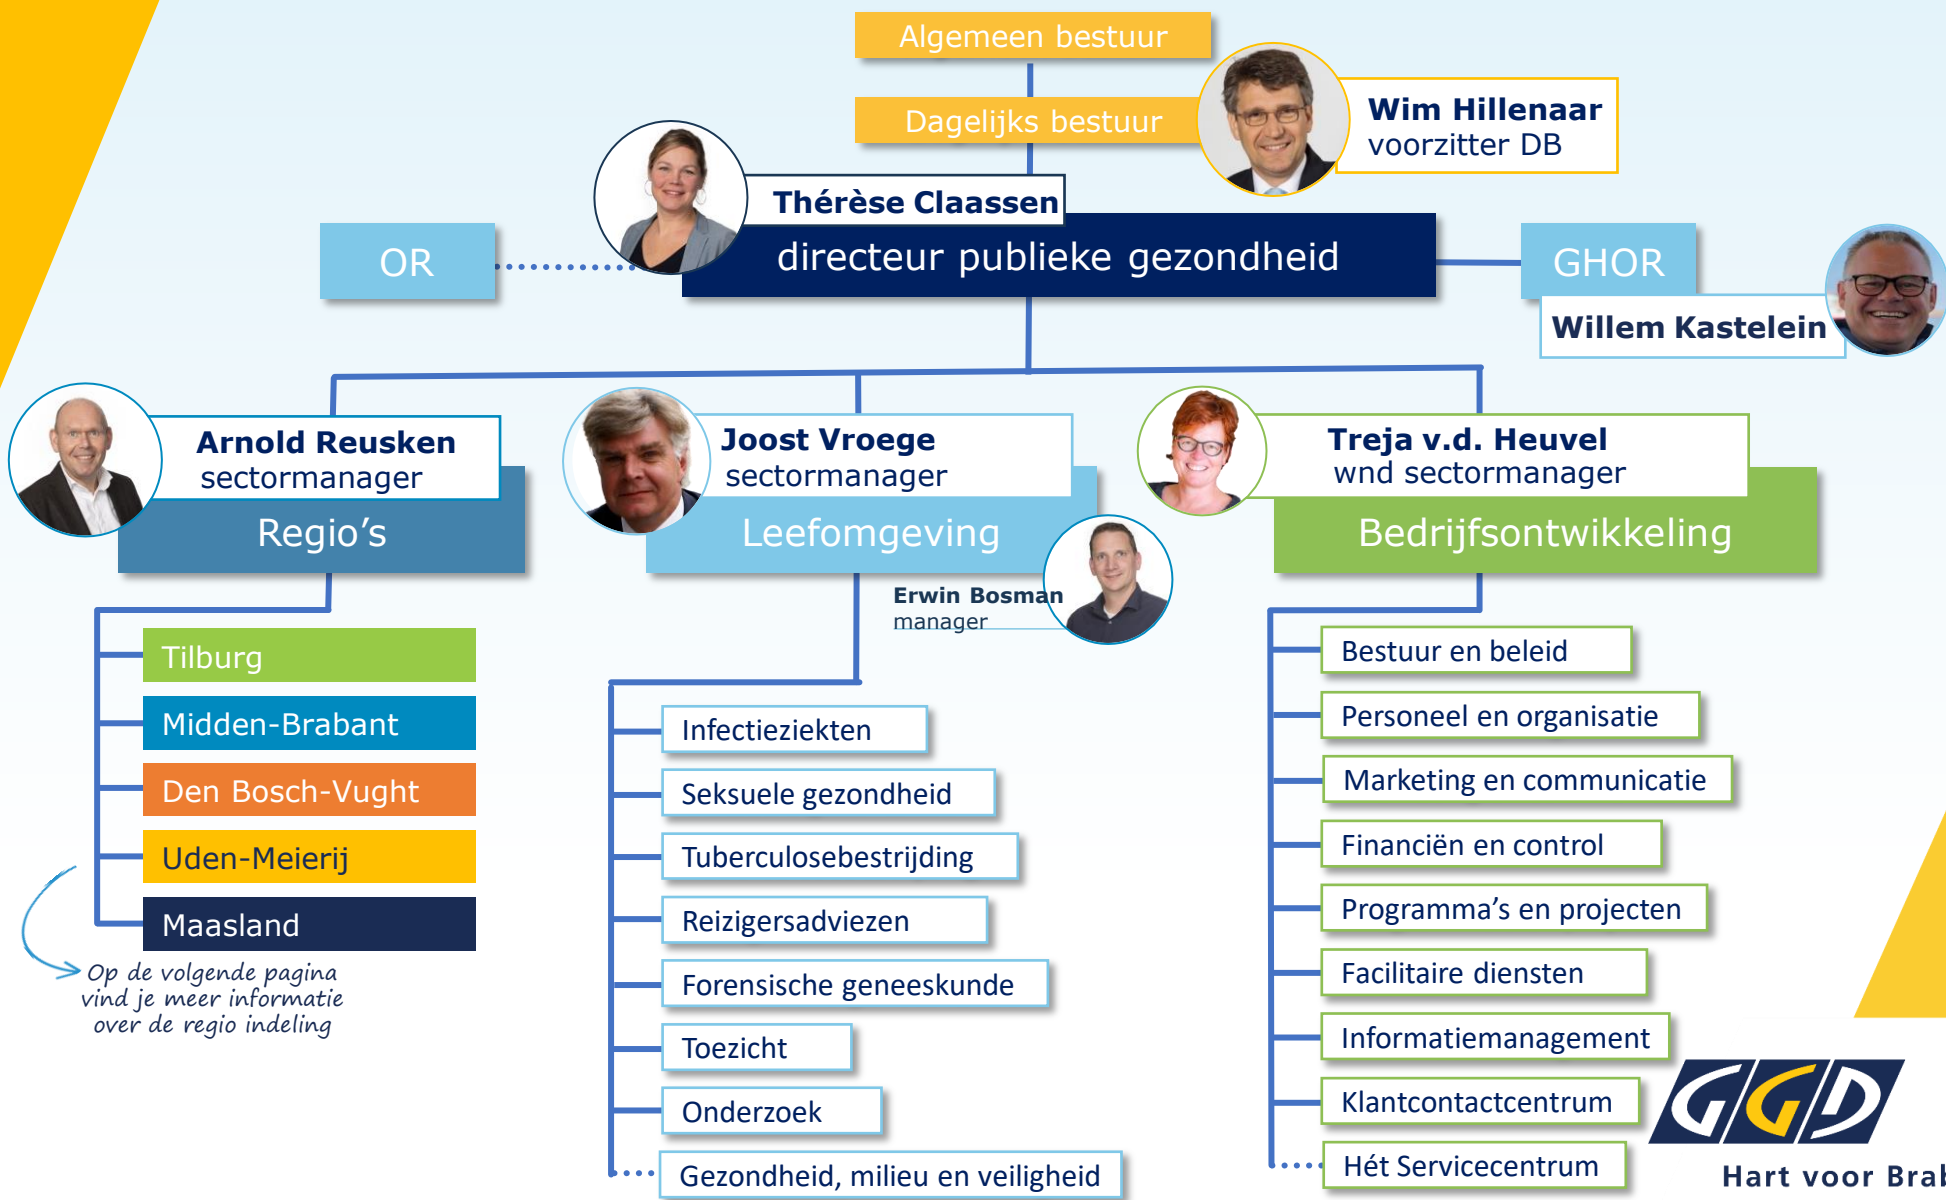 Algemeen bestuur
Dagelijks bestuur
Wim Hillenaar
voorzitter DB
Thérèse Claassen
directeur publieke gezondheid
OR
GHOR
Willem Kastelein
Arnold Reusken
sectormanager
Regio's
Joost Vroege
sectormanager
Leefomgeving
Erwin Bosman
manager
Treja v.d. Heuvel
wnd sectormanager
Bedrijfsontwikkeling
Tilburg
Midden-Brabant
Den Bosch-Vught
Uden-Meierij
Maasland
Op de volgende pagina
vind je meer informatie
over de regio indeling
Infectieziekten
Seksuele gezondheid
Tuberculosebestrijding
Reizigersadviezen
Forensische geneeskunde
Toezicht
Onderzoek
Gezondheid, milieu en veiligheid
Bestuur en beleid
Personeel en organisatie
Marketing en communicatie
Financiën en control
Programma's en projecten
Facilitaire diensten
Informatiemanagement
Klantcontactcentrum
Hét Servicecentrum
GGD
Hart voor